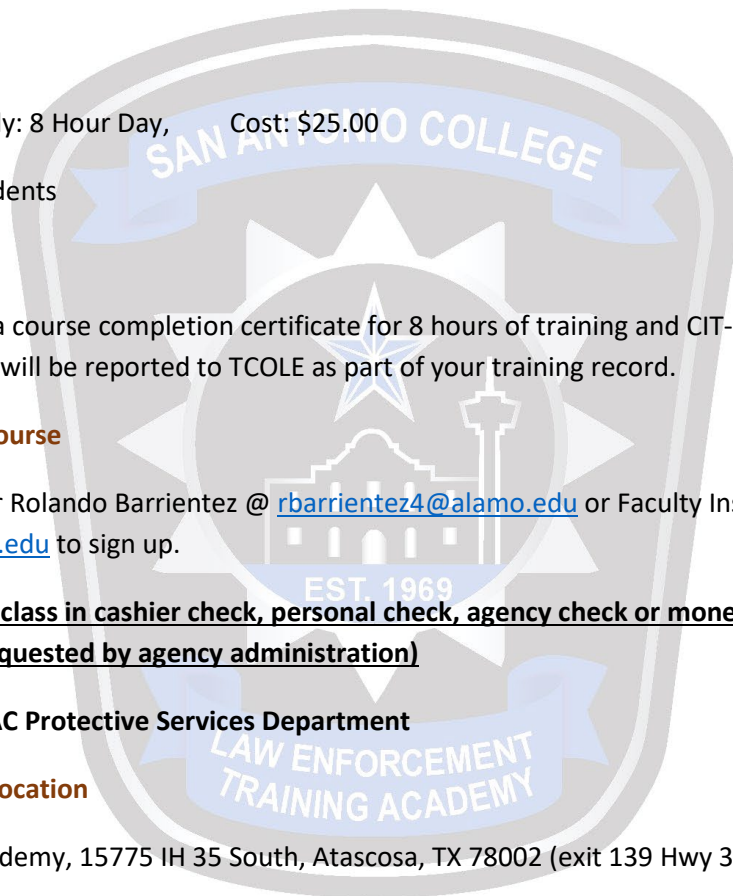 ly: 8 Hour Day, Cost: $25.00
SAN ANTONIO COLLEGE
dents
a course completion certificate for 8 hours of training and CIT-
will be reported to TCOLE as part of your training record.
ourse
r Rolando Barrientez @ rbarrientez4@alamo.edu or Faculty Ins
.edu to sign up.
EST. 1969
class in cashier check, personal check, agency check or mone
quested by agency administration)
AC Protective Services Department
LAW ENFORCEMENT
TRAINING ACADEMY
ocation
demy, 15775 IH 35 South, Atascosa, TX 78002 (exit 139 Hwy 3